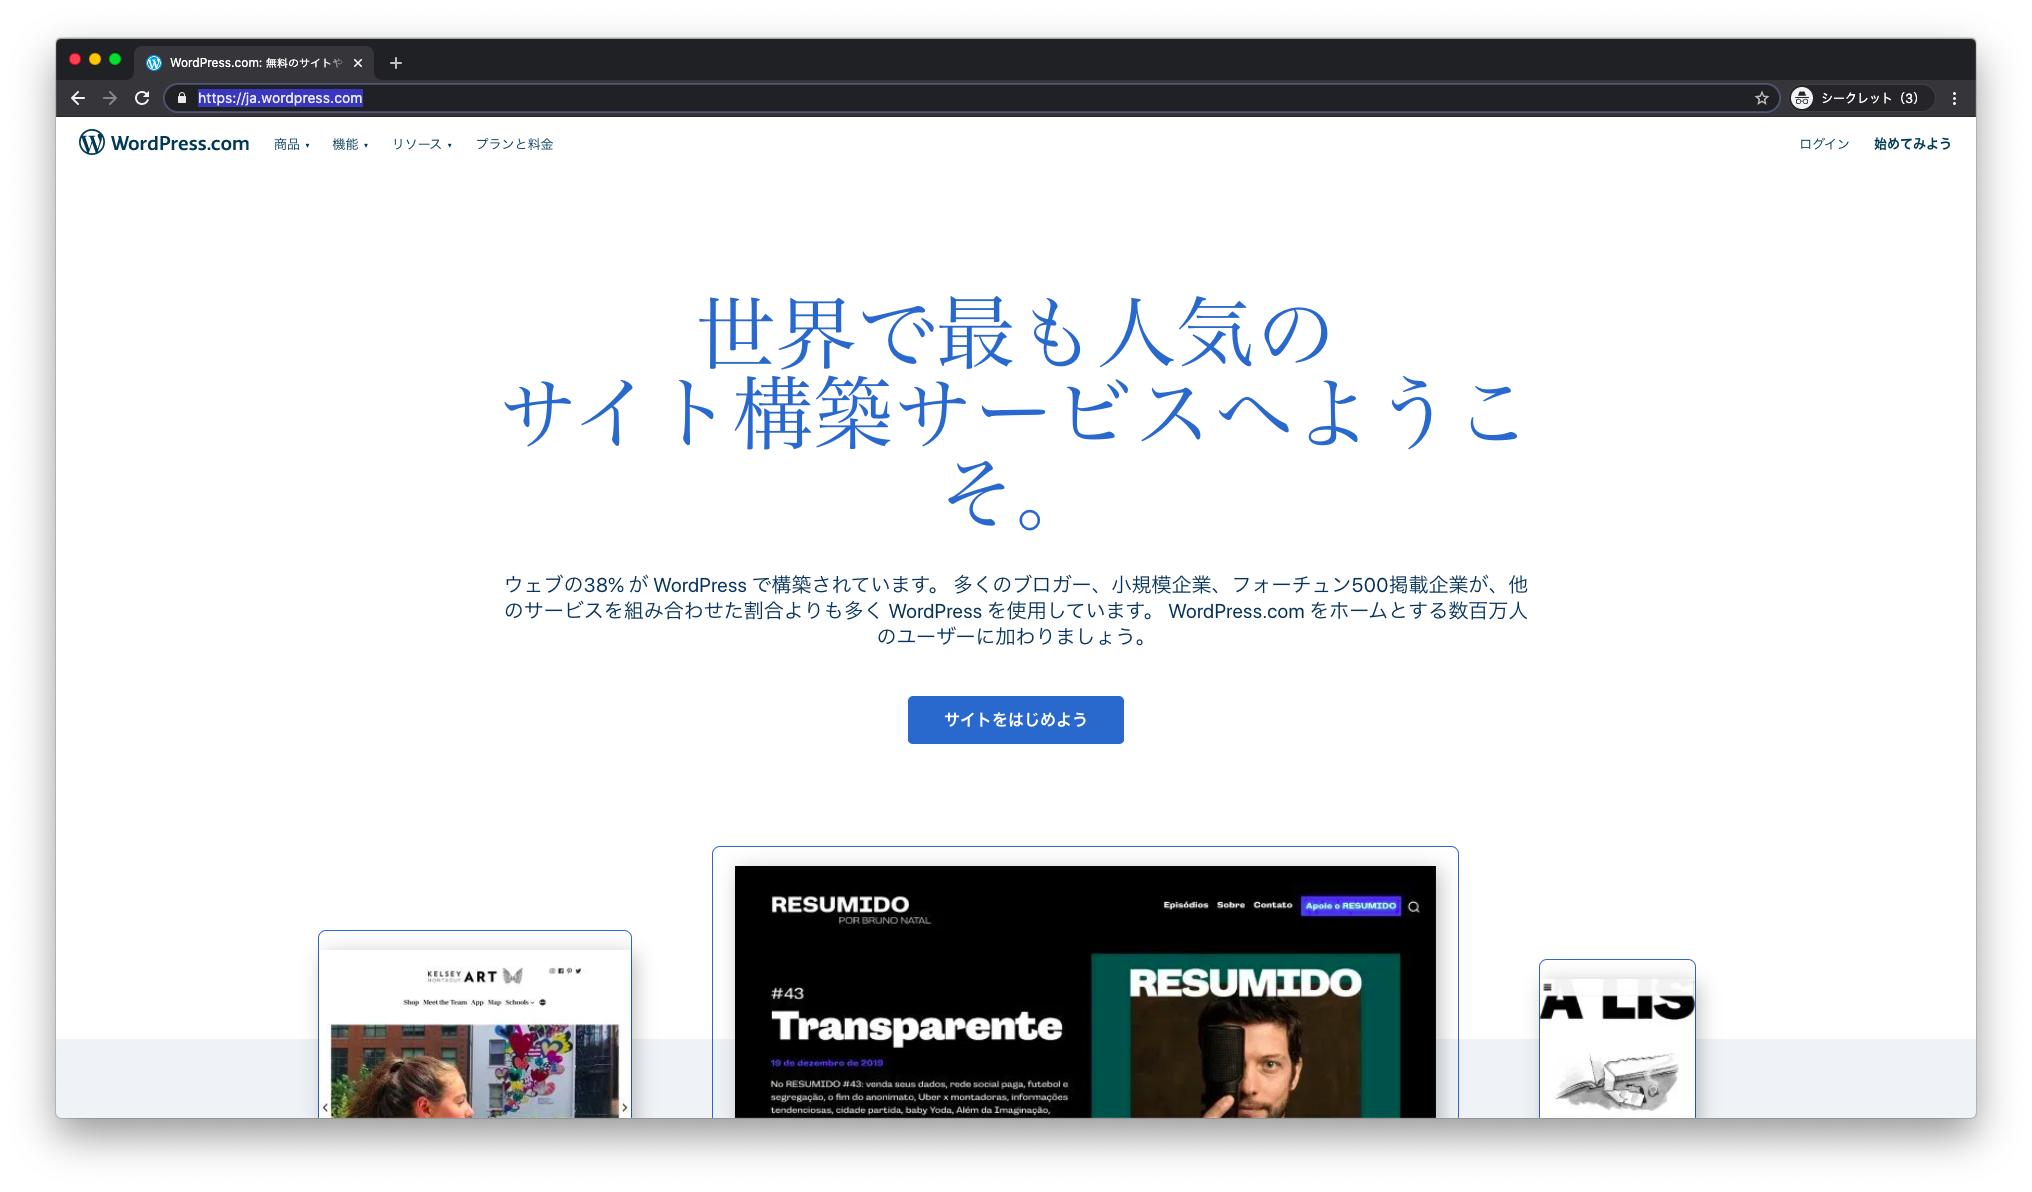 WordPress.com: 無料のサイトや
https://ja.wordpress.com
シークレット (3)
WordPress.com 商品 機能 リソース プランと料金
ログイン 始めてみよう
世界で最も人気の
サイト構築サービスへようこ
そ。
ウェブの38% が WordPress で構築されています。 多くのブロガー、小規模企業、フォーチュン500掲載企業が、他
のサービスを組み合わせた割合よりも多く WordPress を使用しています。 WordPress.com をホームとする数百万人
のユーザーに加わりましょう。
サイトをはじめよう
KELSEY MONTAGUE ART
Shop Meet the Team App Map Schools
RESUMIDO
POR BRUNO NATAL
Episódios Sobre Contato Apoie o RESUMIDO
#43
Transparente
19 de dezembro de 2019
No RESUMIDO #43: venda seus dados, rede social paga, futebol e
segregação, o fim do anonimato, Uber x montadoras, informações
tendenciosas, cidade partida, baby Yoda, Além da Imaginação,
RESUMIDO
A LIS